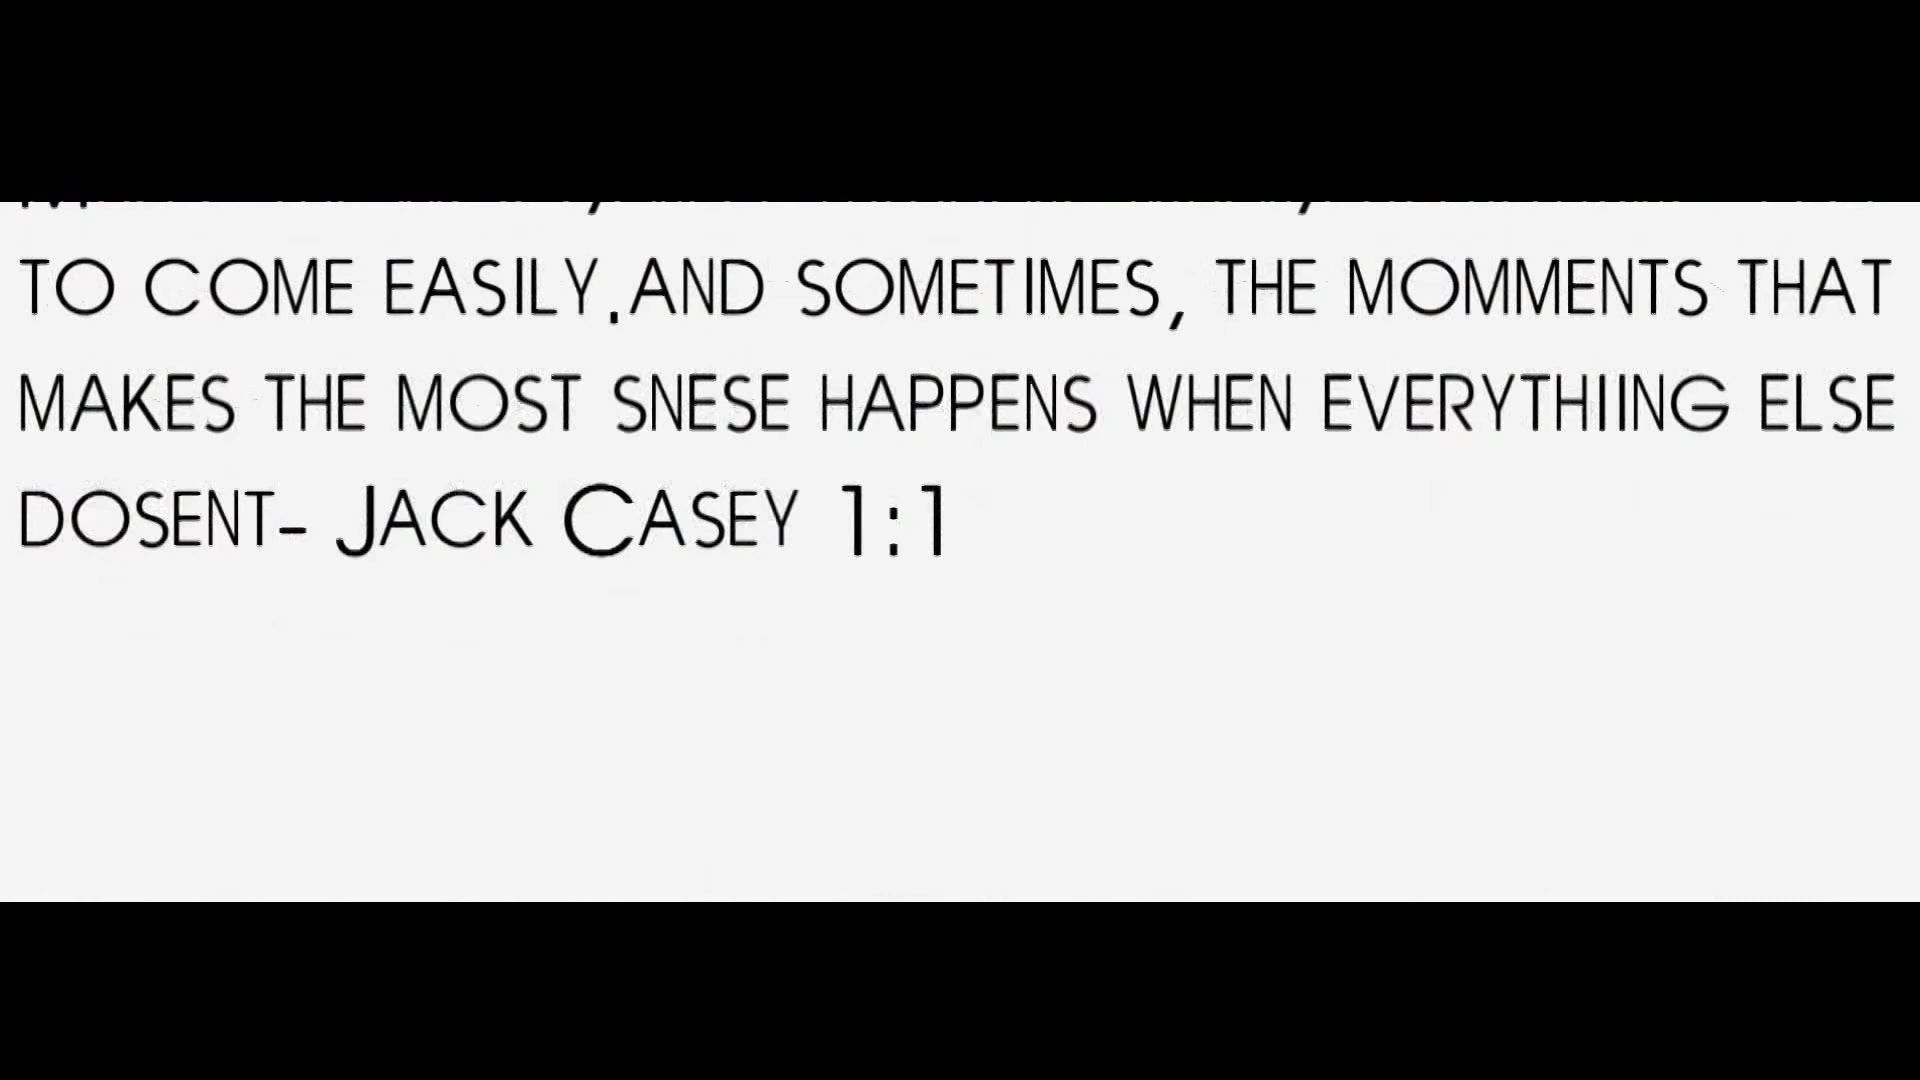 TO COME EASILY.AND SOMETIMES, THE MOMMENTS THAT
MAKES THE MOST SNESE HAPPENS WHEN EVERYTHIING ELSE
DOSENT- JACK CASEY 1:1